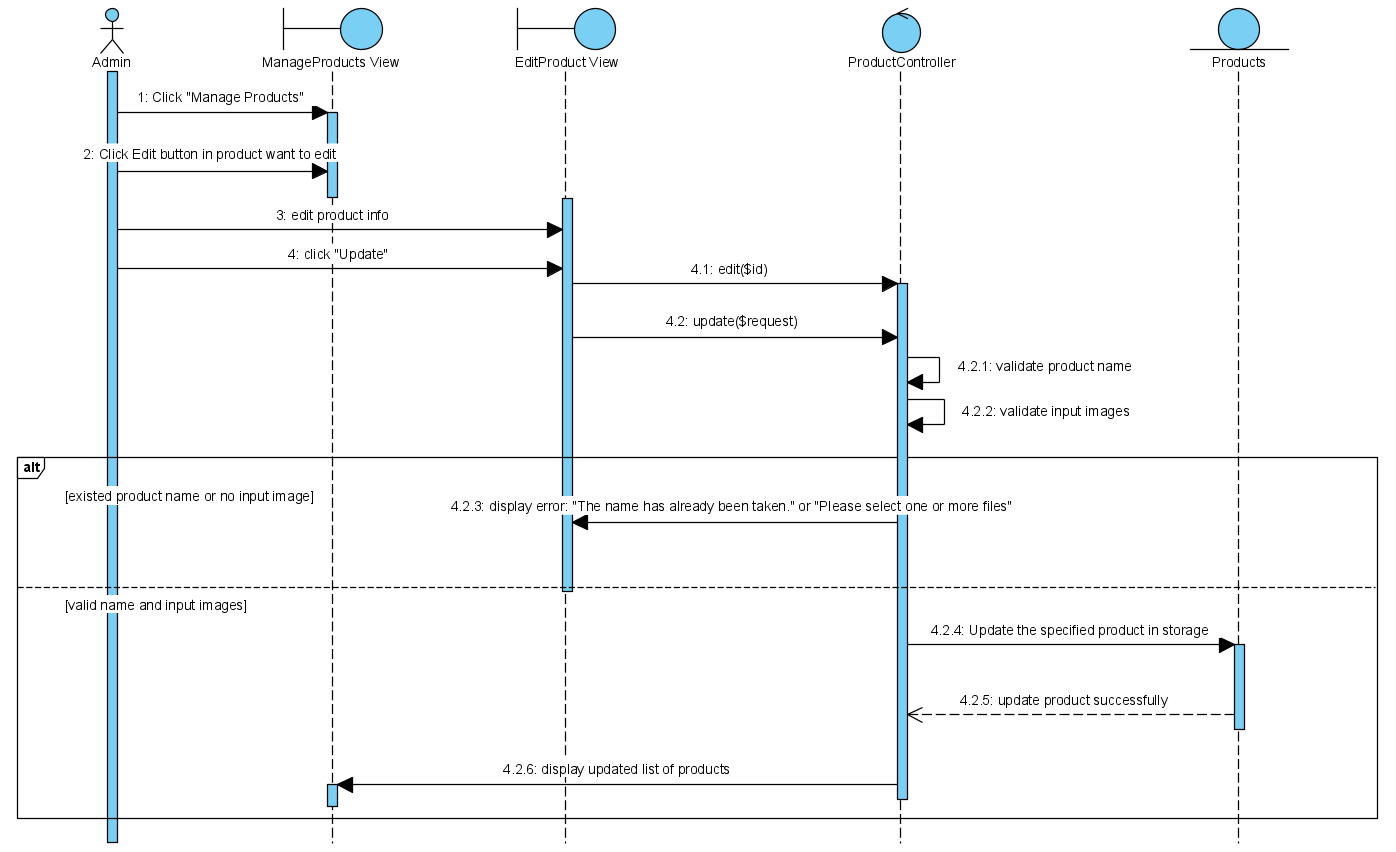 Admin
ManageProducts View
EditProduct View
ProductController
Products
1: Click "Manage Products"
2: Click Edit button in product want to edit
3: edit product info
4: click "Update"
4.1: edit($id)
4.2: update($request)
4.2.1: validate product name
4.2.2: validate input images
alt
[existed product name or no input image]
4.2.3: display error: "The name has already been taken." or "Please select one or more files"
[valid name and input images]
4.2.4: Update the specified product in storage
4.2.5: update product successfully
4.2.6: display updated list of products